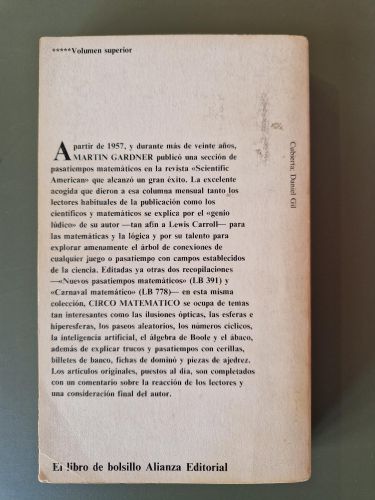 *****Volumen superior
A partir de 1957, y durante más de veinte años,
MARTIN GARDNER publicó una sección de
pasatiempos matemáticos en la revista «Scientific
American» que alcanzó un gran éxito. La excelente
acogida que dieron a esa columna mensual tanto los
lectores habituales de la publicación como los
científicos y matemáticos se explica por el «genio
lúdico» de su autor —tan afín a Lewis Carroll— para
las matemáticas y la lógica y por su talento para
explorar amenamente el árbol de conexiones de
cualquier juego o pasatiempo con campos establecidos
de la ciencia. Editadas ya otras dos recopilaciones
—«Nuevos pasatiempos matemáticos» (LB 391) y
«Carnaval matemático» (LB 778)— en esta misma
colección, CIRCO MATEMATICO se ocupa de temas
tan interesantes como las ilusiones ópticas, las esferas e
hiperesferas, los paseos aleatorios, los números cíclicos,
la inteligencia artificial, el álgebra de Boole y el ábaco,
además de explicar trucos y pasatiempos con cerillas,
billetes de banco, fichas de dominó y piezas de ajedrez.
Los artículos originales, puestos al día, son completados
con un comentario sobre la reacción de los lectores y
una consideración final del autor.
El libro de bolsillo Alianza Editorial
Cubierta: Daniel Gil